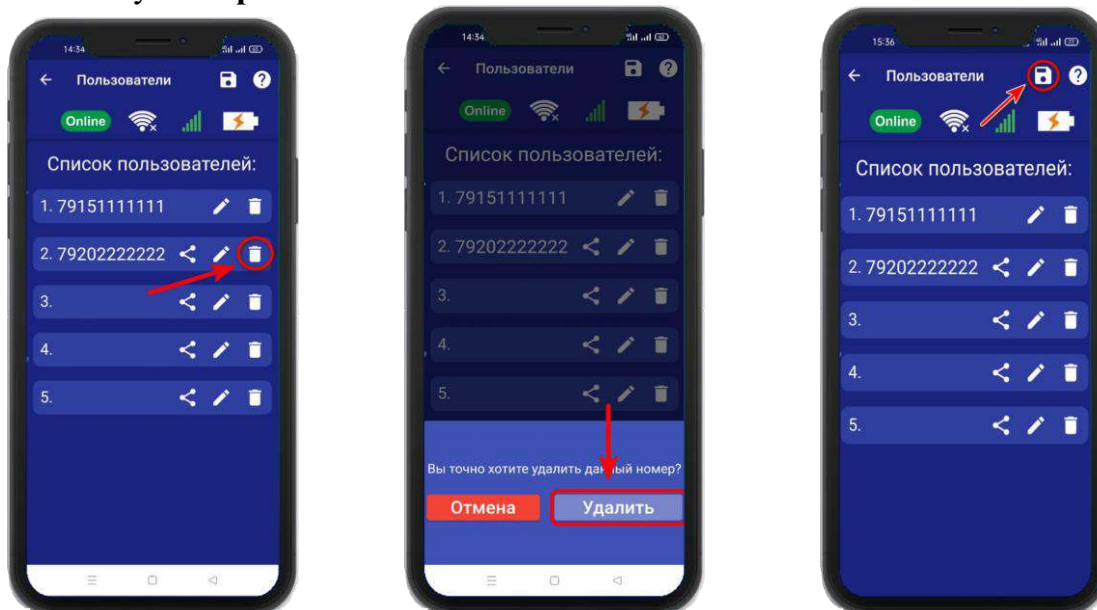 14:34
Пользователи
Online
Список пользователей:
1. 79151111111
2. 79202222222
3.
4.
5.
14:34
Пользователи
Online
Список пользователей:
1. 79151111111
2. 79202222222
3.
4.
5.
Вы точно хотите удалить данный номер?
Отмена
Удалить
15:36
Пользователи
Online
Список пользователей:
1. 79151111111
2. 79202222222
3.
4.
5.